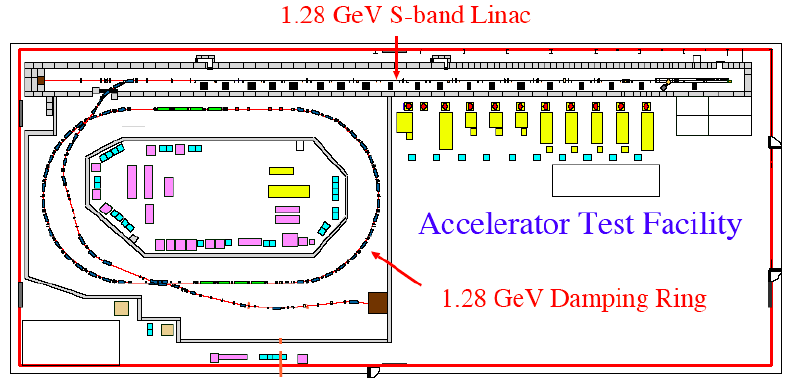 1.28 GeV S-band Linac
Accelerator Test Facility
1.28 GeV Damping Ring